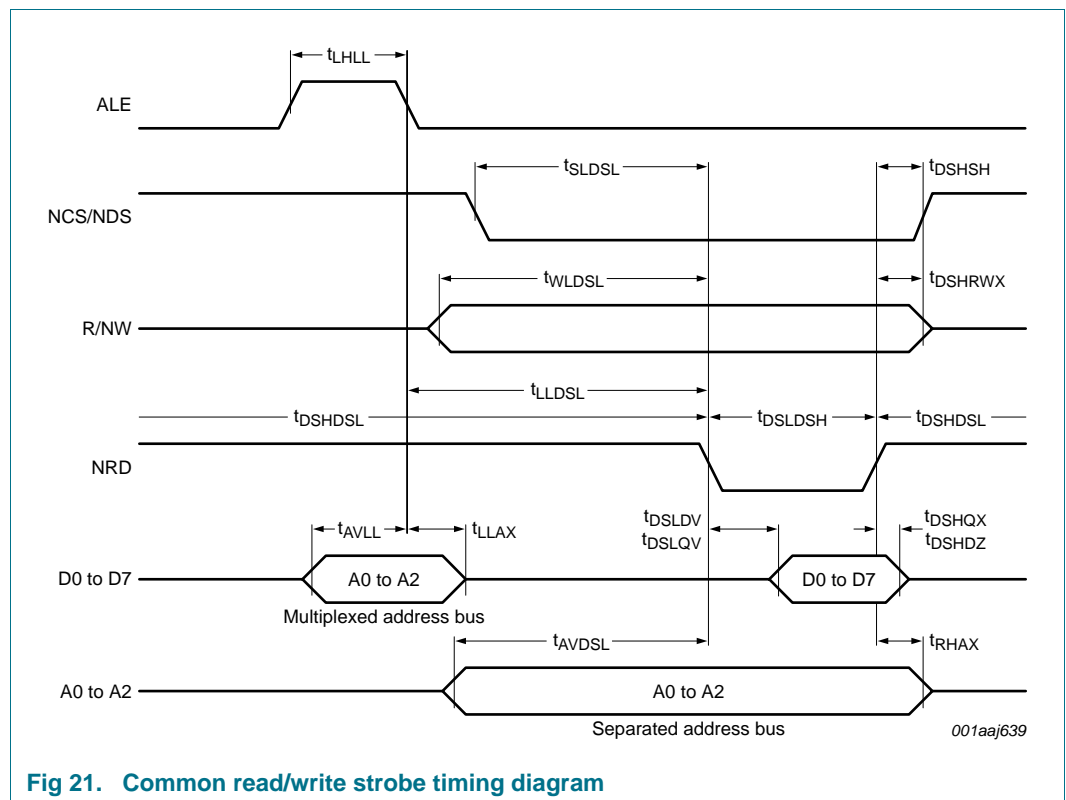 tLHLL
ALE
tSLDSL
tDSHSH
NCS/NDS
tWLDSL
tDSHRWX
R/NW
tLLDSL
tDSHDSL
tDSLDSH
tDSHDSL
NRD
tAVLL
tLLAX
tDSLDV
tDSLQV
tDSHQX
tDSHDZ
D0 to D7
A0 to A2
D0 to D7
Multiplexed address bus
tAVDSL
tRHAX
A0 to A2
A0 to A2
Separated address bus
001aaj639
Fig 21. Common read/write strobe timing diagram